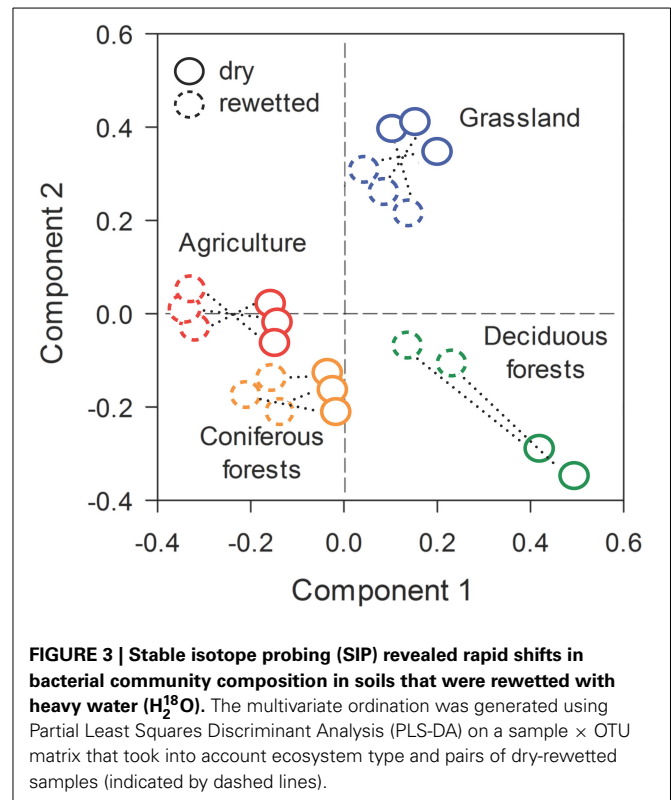 0.6
0.4
0.2
0.0
-0.2
-0.4
Component 2
dry
rewetted
Grassland
Agriculture
Deciduous
forests
Coniferous
forests
-0.4 -0.2 0.0 0.2 0.4 0.6
Component 1
FIGURE 3 | Stable isotope probing (SIP) revealed rapid shifts in
bacterial community composition in soils that were rewetted with
heavy water (H₂¹⁸O). The multivariate ordination was generated using
Partial Least Squares Discriminant Analysis (PLS-DA) on a sample × OTU
matrix that took into account ecosystem type and pairs of dry-rewetted
samples (indicated by dashed lines).